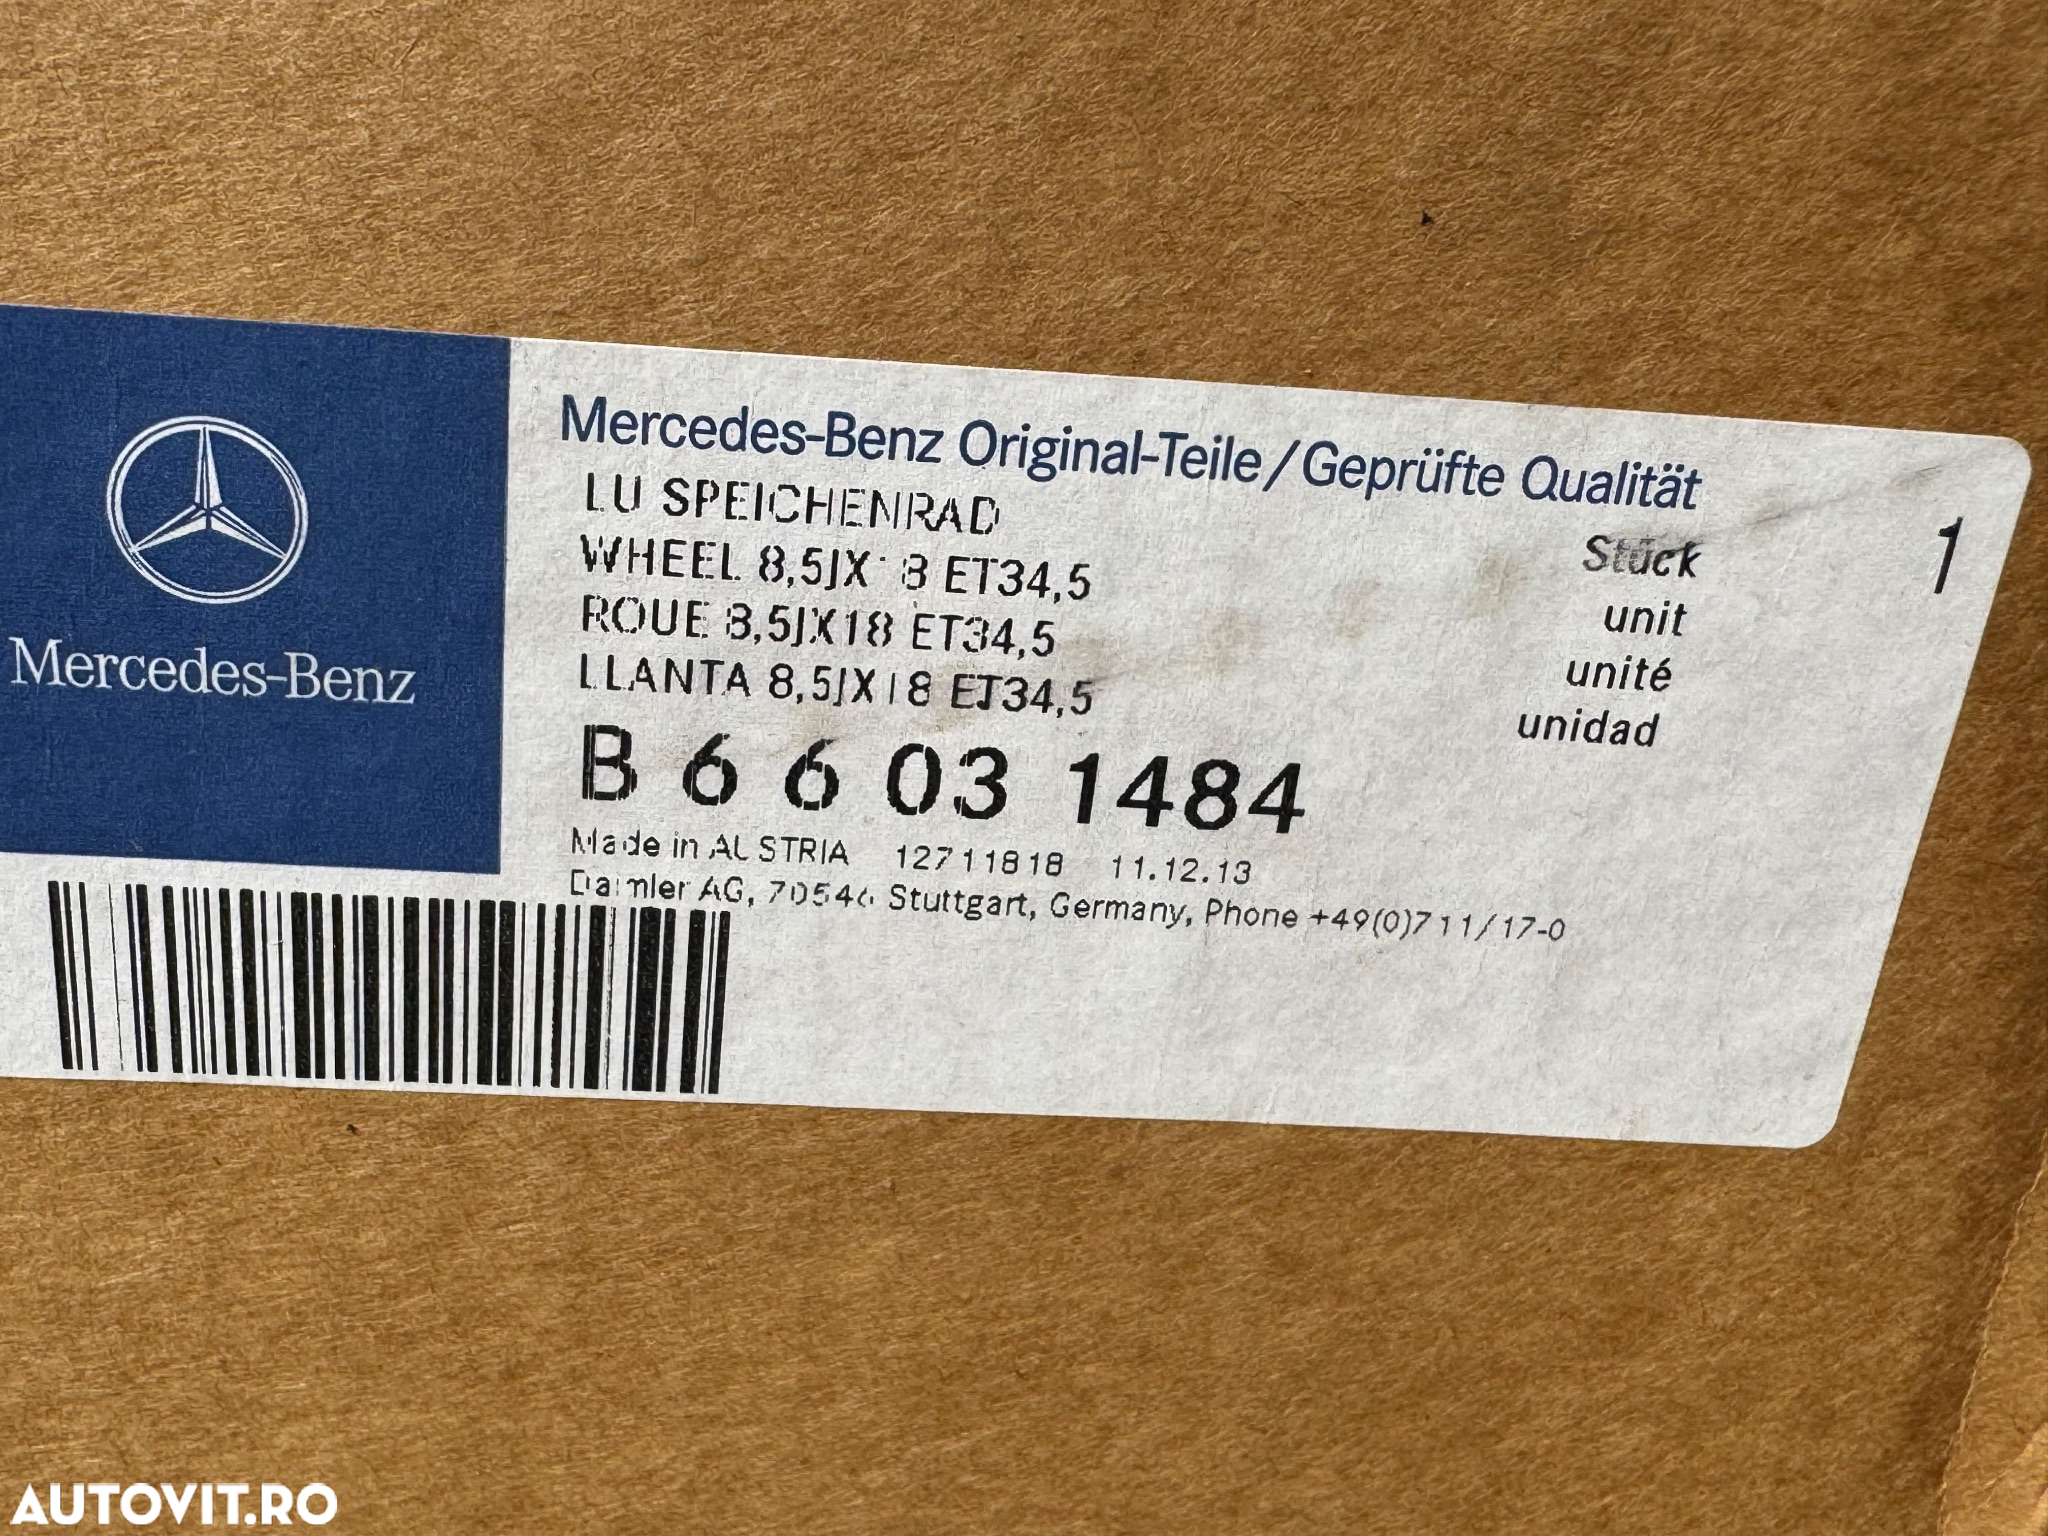 Mercedes-Benz
Mercedes-Benz Original-Teile/Geprüfte Qualität
LU SPEICHENRAD
WHEEL 8,5JX18 ET34,5
ROUE 8,5JX18 ET34,5
LLANTA 8,5JX18 ET34,5
Stück
unit
unité
unidad
1
B 6 6 03 1484
Made in AUSTRIA 12711818 11.12.13
Daimler AG, 70546 Stuttgart, Germany, Phone +49(0)711/17-0
AUTOVIT.RO